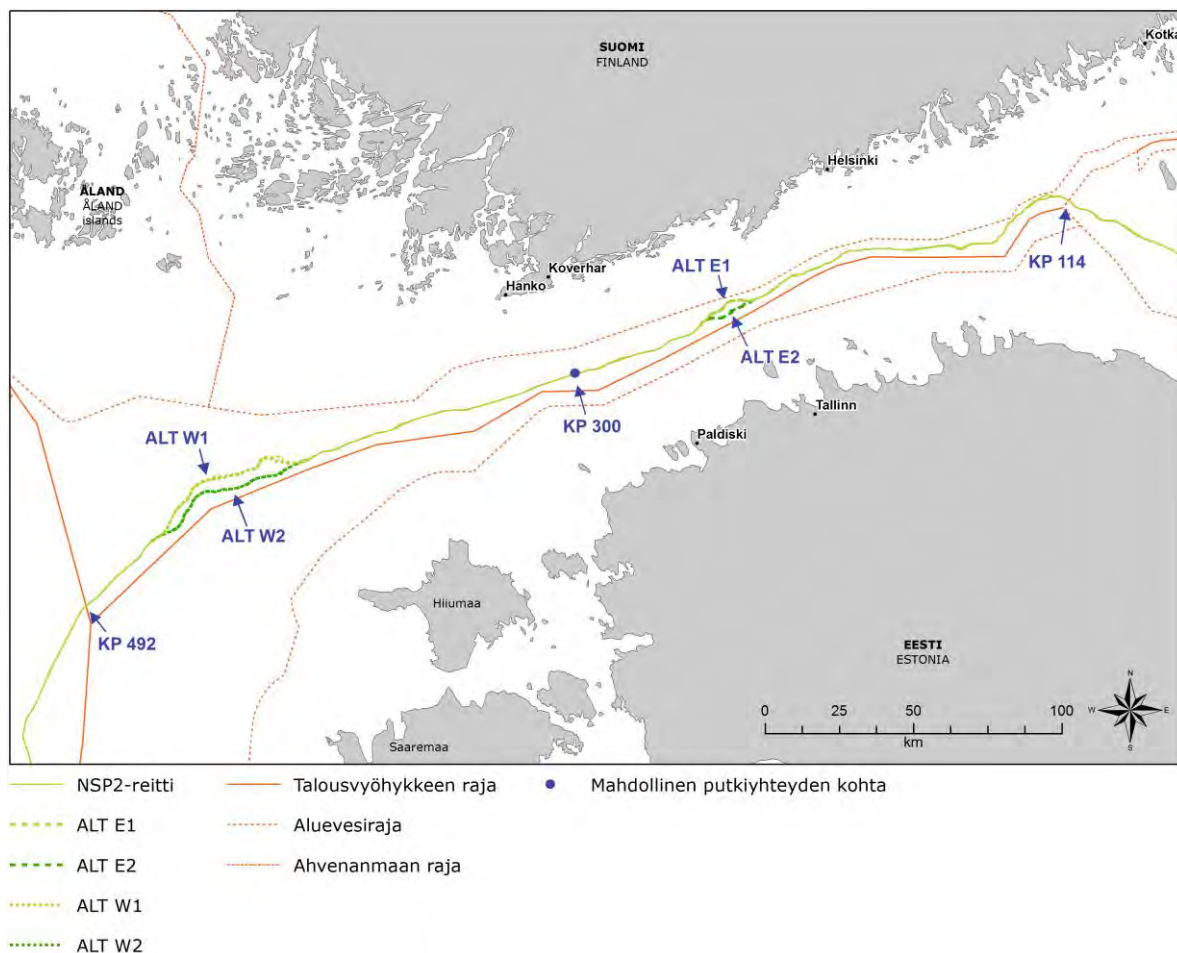 SUOMI
FINLAND
Kotka
Helsinki
ÅLAND
ÅLAND
islands
Koverhar
Hanko
ALT E1
KP 114
ALT E2
KP 300
Tallinn
Paldiski
ALT W1
ALT W2
Hiiumaa
KP 492
EESTI
ESTONIA
N
W E
S
0 25 50 100
km
Saaremaa
NSP2-reitti
ALT E1
ALT E2
ALT W1
ALT W2
Talousvyöhykkeen raja
Aluevesiraja
Ahvenanmaan raja
Mahdollinen putkiyhteyden kohta